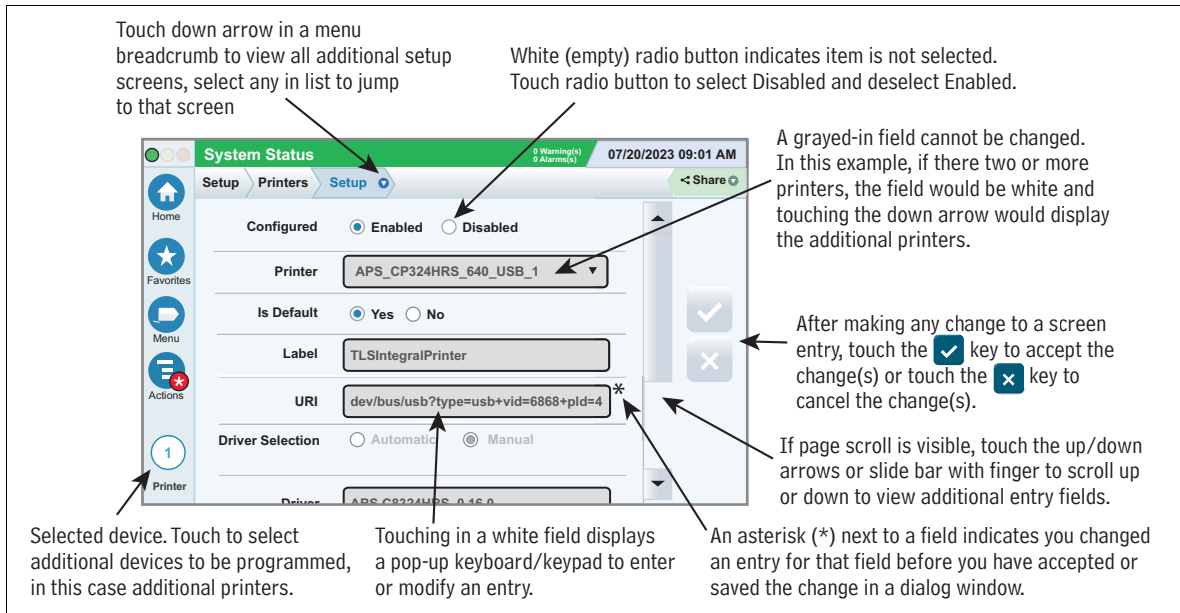 Touch down arrow in a menu
breadcrumb to view all additional setup
screens, select any in list to jump
to that screen
White (empty) radio button indicates item is not selected.
Touch radio button to select Disabled and deselect Enabled.
A grayed-in field cannot be changed.
In this example, if there two or more
printers, the field would be white and
touching the down arrow would display
the additional printers.
System Status
0 Warning(s)
0 Alarms(s)
07/20/2023 09:01 AM
Setup
Printers
Setup
Share
Home
Favorites
Menu
Actions
1
Printer
Configured
Enabled
Disabled
Printer
APS_CP324HRS_640_USB_1
Is Default
Yes
No
Label
TLSIntegralPrinter
URI
dev/bus/usb?type=usb+vid=6868+pld=4
*
Driver Selection
Automatic
Manual
Driver
After making any change to a screen
entry, touch the key to accept the
change(s) or touch the key to
cancel the change(s).
If page scroll is visible, touch the up/down
arrows or slide bar with finger to scroll up
or down to view additional entry fields.
Selected device. Touch to select
additional devices to be programmed,
in this case additional printers.
Touching in a white field displays
a pop-up keyboard/keypad to enter
or modify an entry.
An asterisk (*) next to a field indicates you changed
an entry for that field before you have accepted or
saved the change in a dialog window.